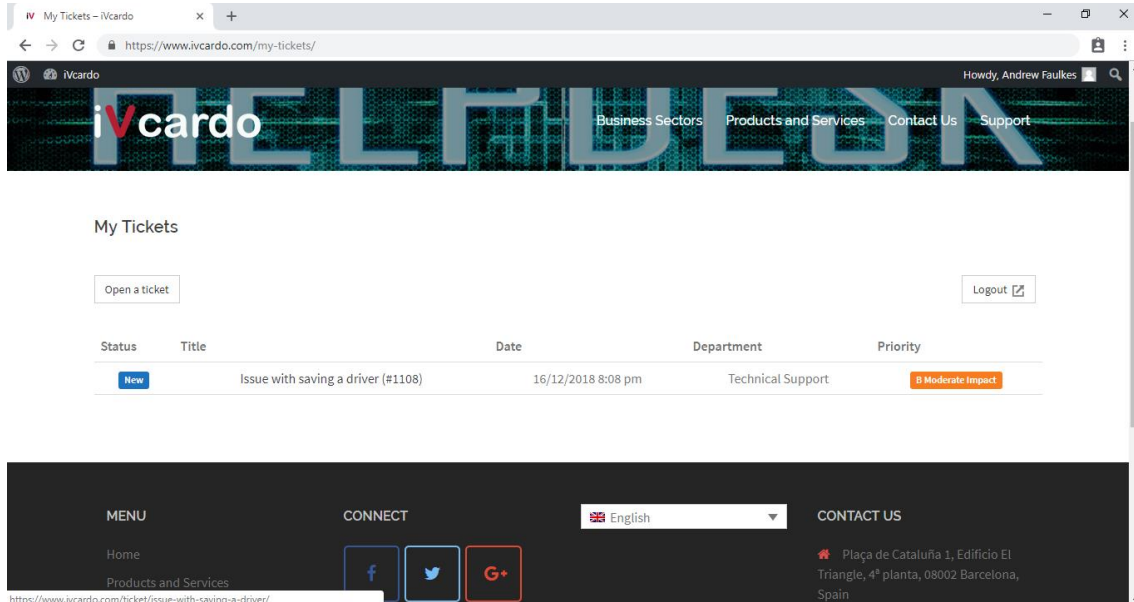 iV My Tickets – iVcardo
https://www.ivcardo.com/my-tickets/
iVcardo
Howdy, Andrew Faulkes
HELPDESK
iVcardo
Business Sectors Products and Services Contact Us Support
My Tickets
Open a ticket
Logout
Status Title Date Department Priority
New Issue with saving a driver (#1108) 16/12/2018 8:08 pm Technical Support B Moderate Impact
MENU CONNECT English CONTACT US
Home
Products and Services
f G+
Plaça de Cataluña 1, Edificio El
Triangle, 4ª planta, 08002 Barcelona,
Spain
https://www.ivcardo.com/ticket/issue-with-saving-a-driver/